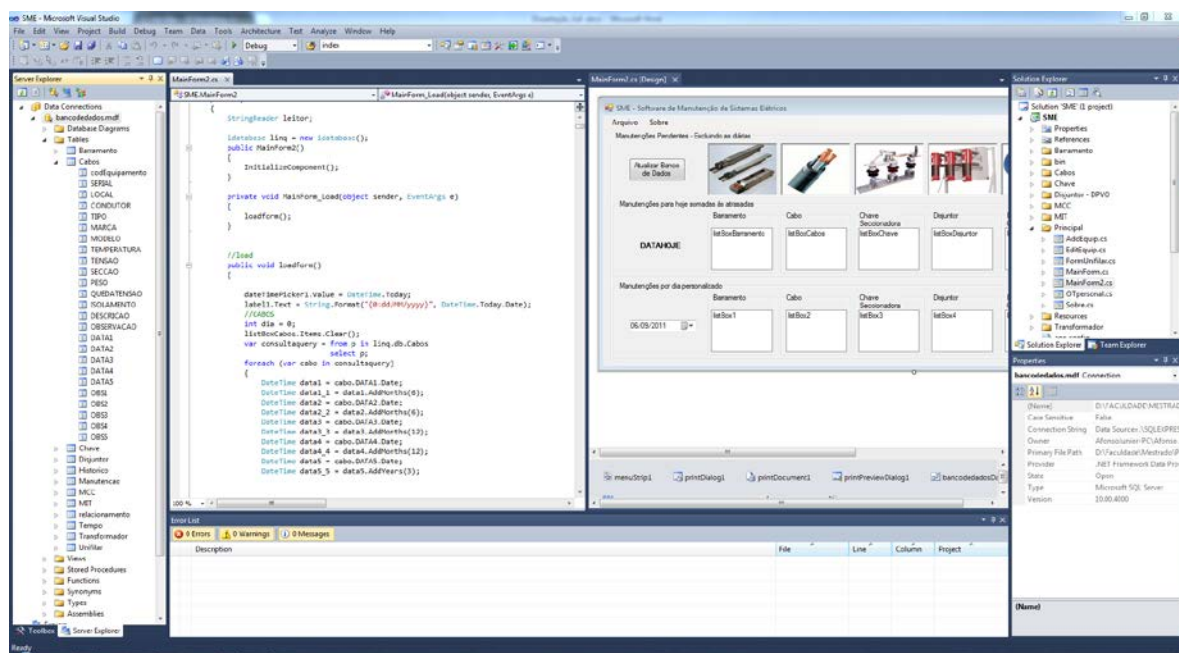 SME - Microsoft Visual Studio
File Edit View Project Build Debug Team Data Tools Architecture Test Analyze Window Help
Debug
index
Server Explorer
Data Connections
bancodedados.mdf
Database Diagrams
Tables
Barramento
Cabos
codEquipamento
SERIAL
LOCAL
CONDUTOR
TIPO
MARCA
MODELO
TEMPERATURA
TENSAO
SECCAO
PESO
QUEDATENSAO
ISOLAMENTO
DESCRICAO
OBSERVACAO
DATA1
DATA2
DATA3
DATA4
DATA5
OBS1
OBS2
OBS3
OBS4
OBS5
Chave
Disjuntor
Historico
Manutencao
MCC
MIT
relacionamento
Tempo
Transformador
Unifilar
Views
Stored Procedures
Functions
Synonyms
Types
Assemblies
Toolbox
Server Explorer
Ready
MainForm2.cs
SME.MainForm2
MainForm_Load(object sender, EventArgs e)
{
StringReader leitor;
public MainForm2()
{
InitializeComponent();
}
private void MainForm_Load(object sender, EventArgs e)
{
loadform();
}
//load
public void loadform()
{
dateTimePicker1.Value = DateTime.Today;
label1.Text = String.Format("{0:dd/MM/yyyy}", DateTime.Today.Date);
//CABOS
int dia = 0;
listBoxCabos.Items.Clear();
var consultaquery = from p in linq.db.Cabos
select p;
foreach (var cabo in consultaquery)
{
DateTime data1 = cabo.DATA1.Date;
DateTime data1_1 = data1.AddMonths(6);
DateTime data2 = cabo.DATA2.Date;
DateTime data2_2 = data2.AddMonths(6);
DateTime data3 = cabo.DATA3.Date;
DateTime data3_3 = data3.AddMonths(12);
DateTime data4 = cabo.DATA4.Date;
DateTime data4_4 = data4.AddMonths(12);
DateTime data5 = cabo.DATA5.Date;
DateTime data5_5 = data5.AddYears(3);
100 %
MainForm2.cs [Design]
SME - Software de Manutenção de Sistemas Elétricos
Arquivo Sobre
Manutenções Pendentes - Excluindo as diárias
Atualizar Banco
de Dados
Manutenções para hoje somadas às atrasadas
Barramento Cabo Chave Seccionadora Disjuntor
DATAHOJE
listBoxBarramento listBoxCabos listBoxChave listBoxDisjuntor
Manutenções por dia personalizado
Barramento Cabo Chave Seccionadora Disjuntor
06/09/2011
listBox1 listBox2 listBox3 listBox4
menuStrip1 printDialog1 printDocument1 printPreviewDialog1
Error List
0 Errors 0 Warnings 0 Messages
Description File Line Column Project
Solution Explorer
Solution 'SME' (1 project)
SME
Properties
References
Barramento
bin
Cabos
Chave
Disjuntor - DPVO
MCC
MIT
Principal
AddEquip.cs
EditEquip.cs
FormUnifilar.cs
MainForm.cs
MainForm2.cs
OTpersonal.cs
Sobre.cs
Resources
Transformador
Solution Explorer
Team Explorer
Properties
bancodedados.mdf Connection
(Name)
Case Sensitive False
Connection String
Owner
Primary File Path
Provider .NET Framework Data Pro
State Open
Type Microsoft SQL Server
Version 10.00.4000
(Name)